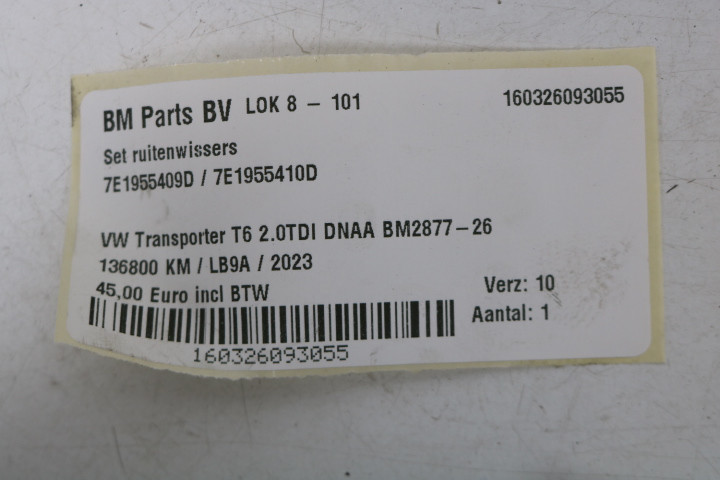 BM Parts BV LOK 8 - 101 160326093055
Set ruitenwissers
7E1955409D / 7E1955410D
VW Transporter T6 2.0TDI DNAA BM2877-26
136800 KM / LB9A / 2023
45,00 Euro incl BTW Verz: 10
Aantal: 1
160326093055